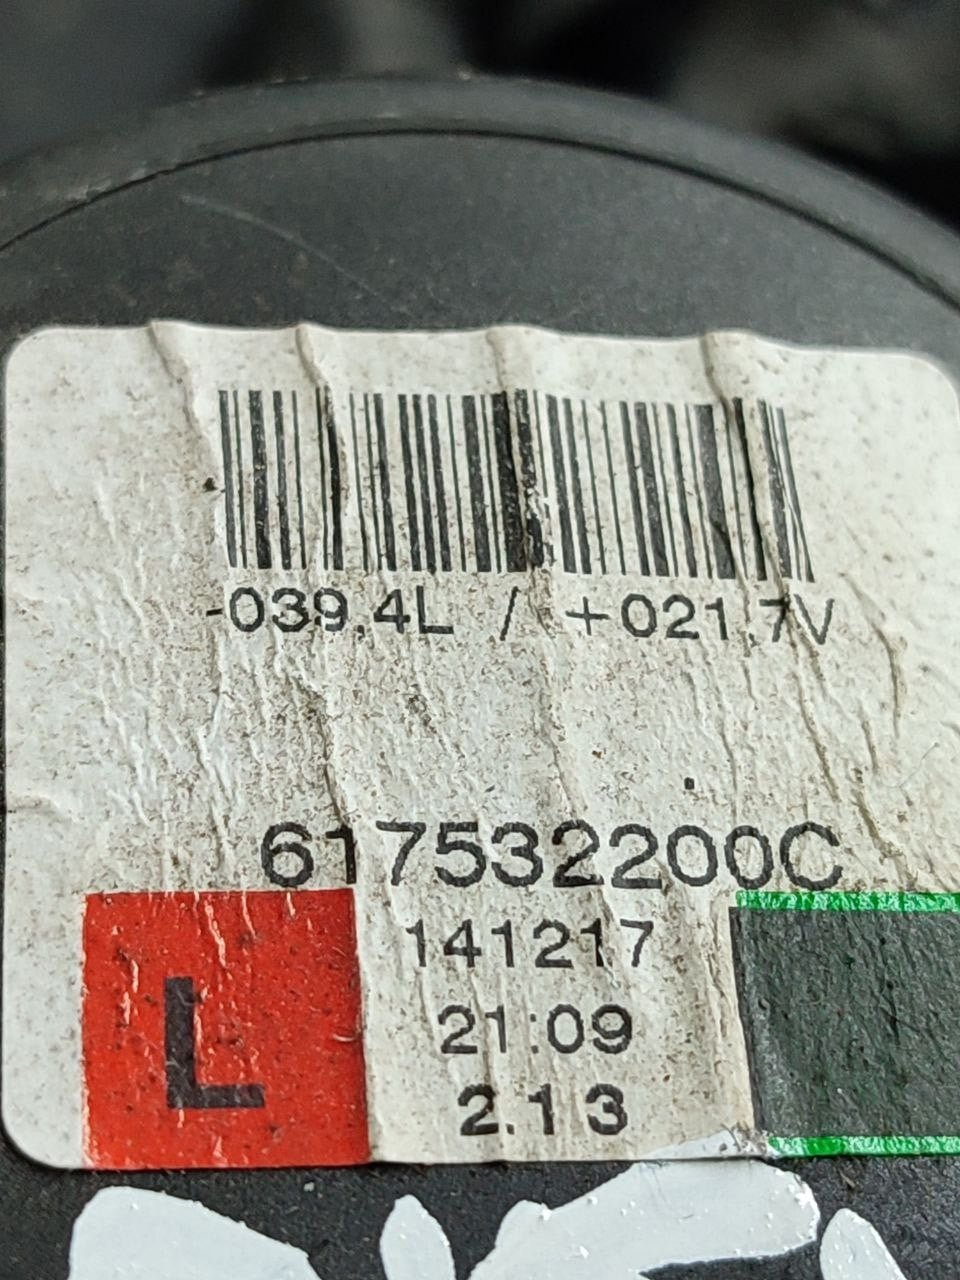 -039,4L / +021,7V
617532200C
141217
L
21:09
2.13